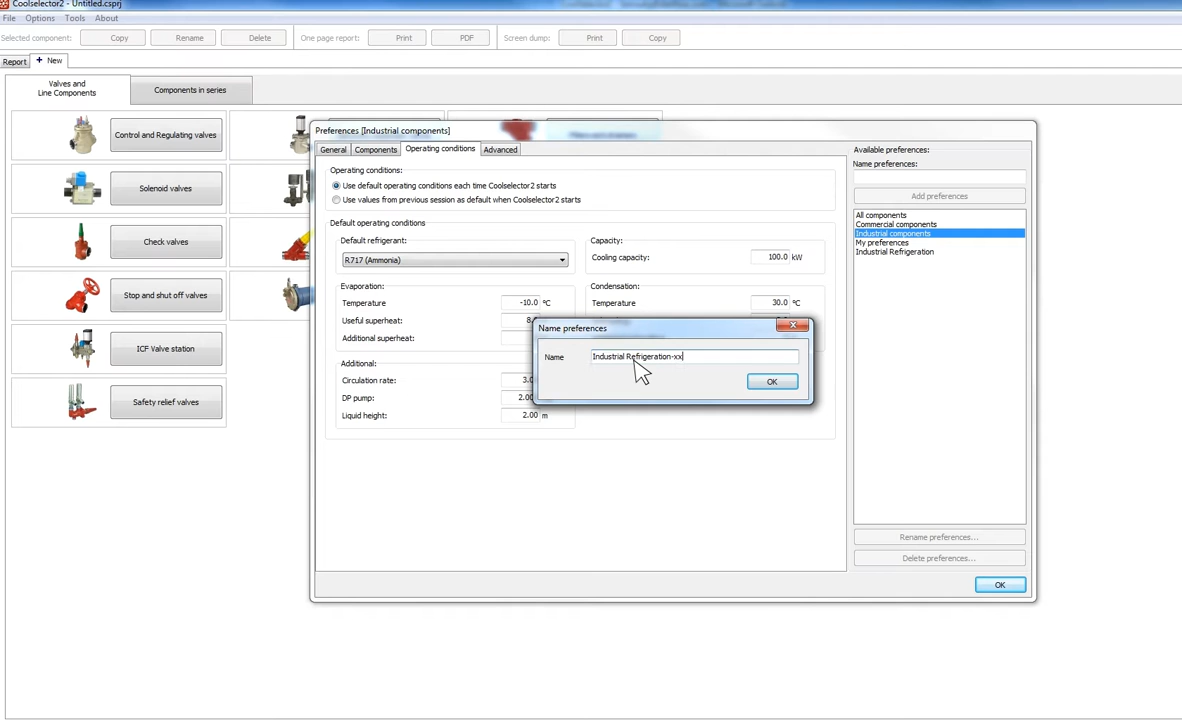 Coolselector2 - Untitled.csprj
File Options Tools About
Selected component: Copy Rename Delete One page report: Print PDF Screen dump: Print Copy
Report + New
Valves and
Line Components
Components in series
Control and Regulating valves
Solenoid valves
Check valves
Stop and shut off valves
ICF Valve station
Safety relief valves
Preferences [Industrial components]
General Components Operating conditions Advanced
Operating conditions:
Use default operating conditions each time Coolselector2 starts
Use values from previous session as default when Coolselector2 starts
Default operating conditions
Default refrigerant:
R717 (Ammonia)
Capacity:
Cooling capacity: 100.0 kW
Evaporation:
Temperature -10.0 °C
Useful superheat: 8.
Additional superheat:
Condensation:
Temperature 30.0 °C
Additional:
Circulation rate: 3.0
DP pump: 2.00
Liquid height: 2.00 m
Name preferences
Name Industrial Refrigeration-xx
OK
Available preferences:
Name preferences:
Add preferences
All components
Commercial components
Industrial components
My preferences
Industrial Refrigeration
Rename preferences...
Delete preferences...
OK